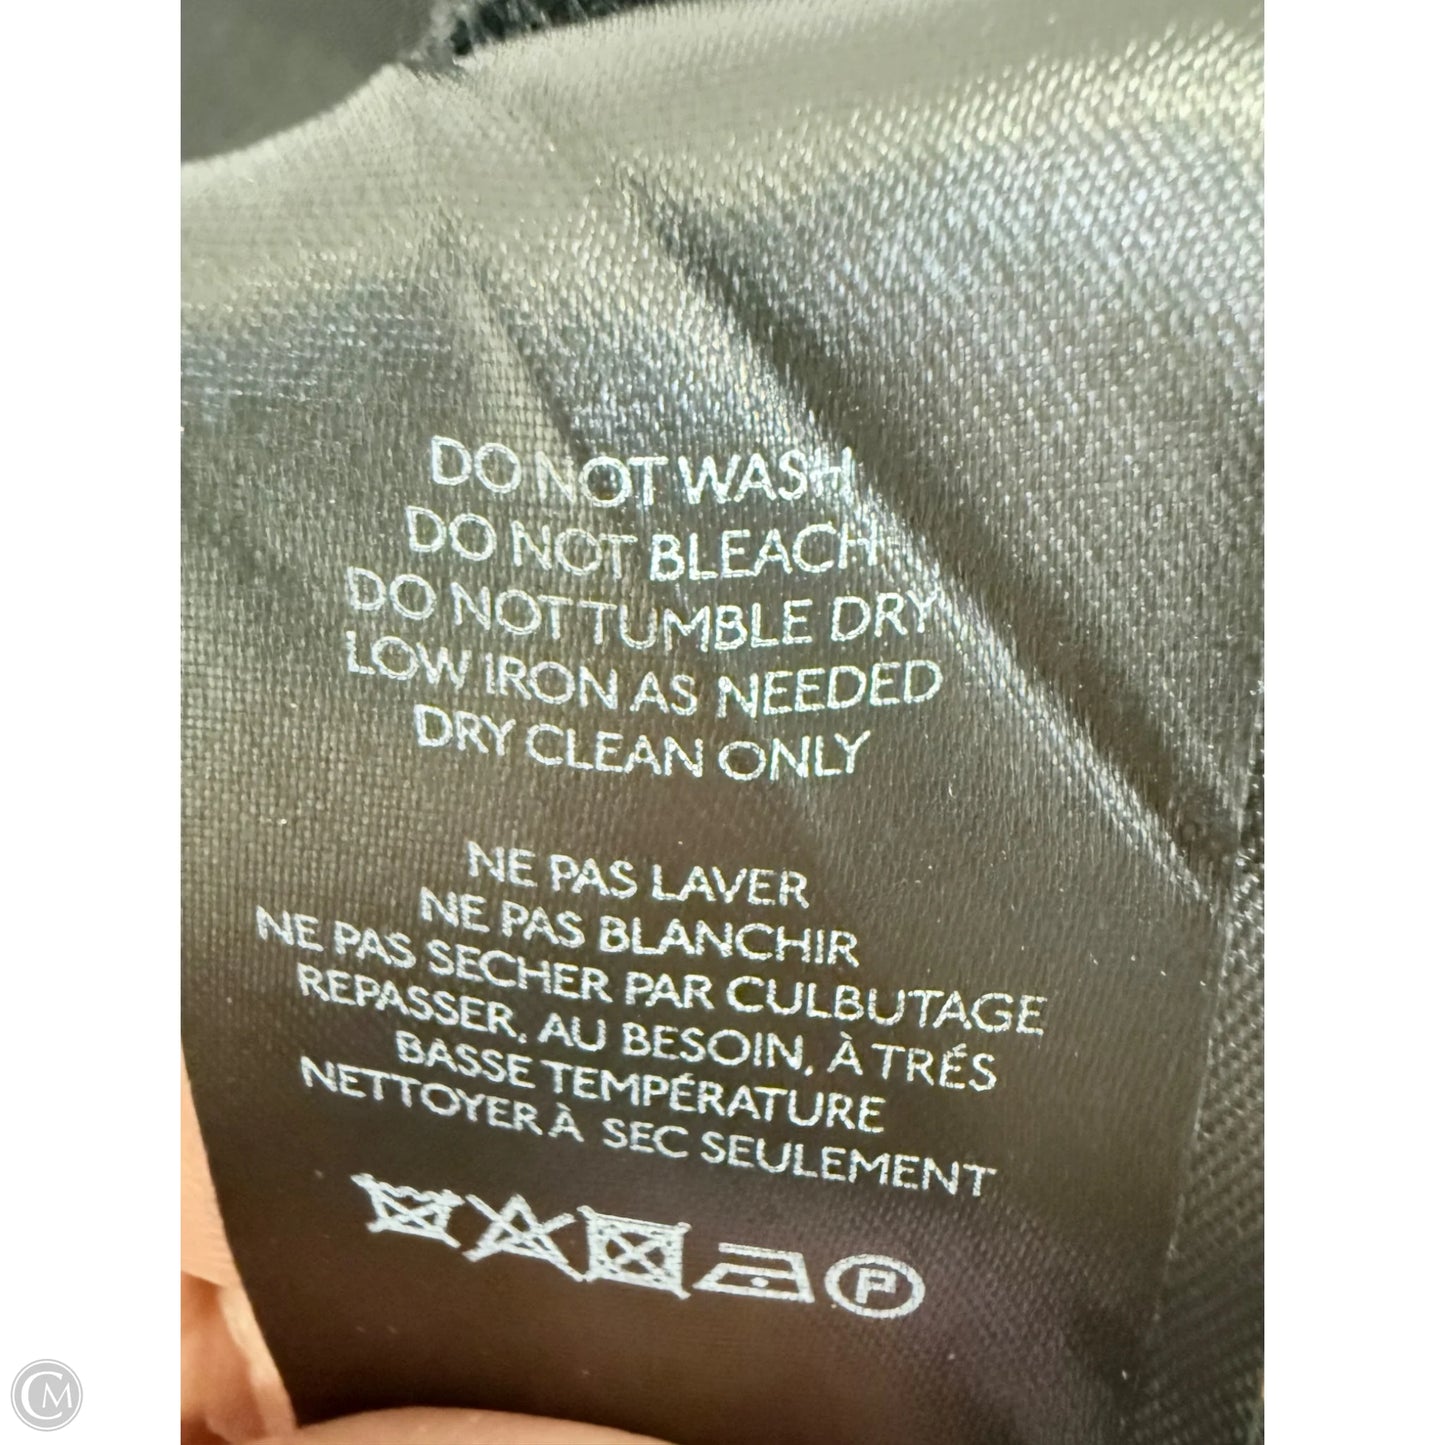 DO NOT WASH
DO NOT BLEACH
DO NOT TUMBLE DRY
LOW IRON AS NEEDED
DRY CLEAN ONLY
NE PAS LAVER
NE PAS BLANCHIR
NE PAS SECHER PAR CULBUTAGE
REPASSER, AU BESOIN, À TRÉS
BASSE TEMPÉRATURE
NETTOYER À SEC SEULEMENT
P
CM